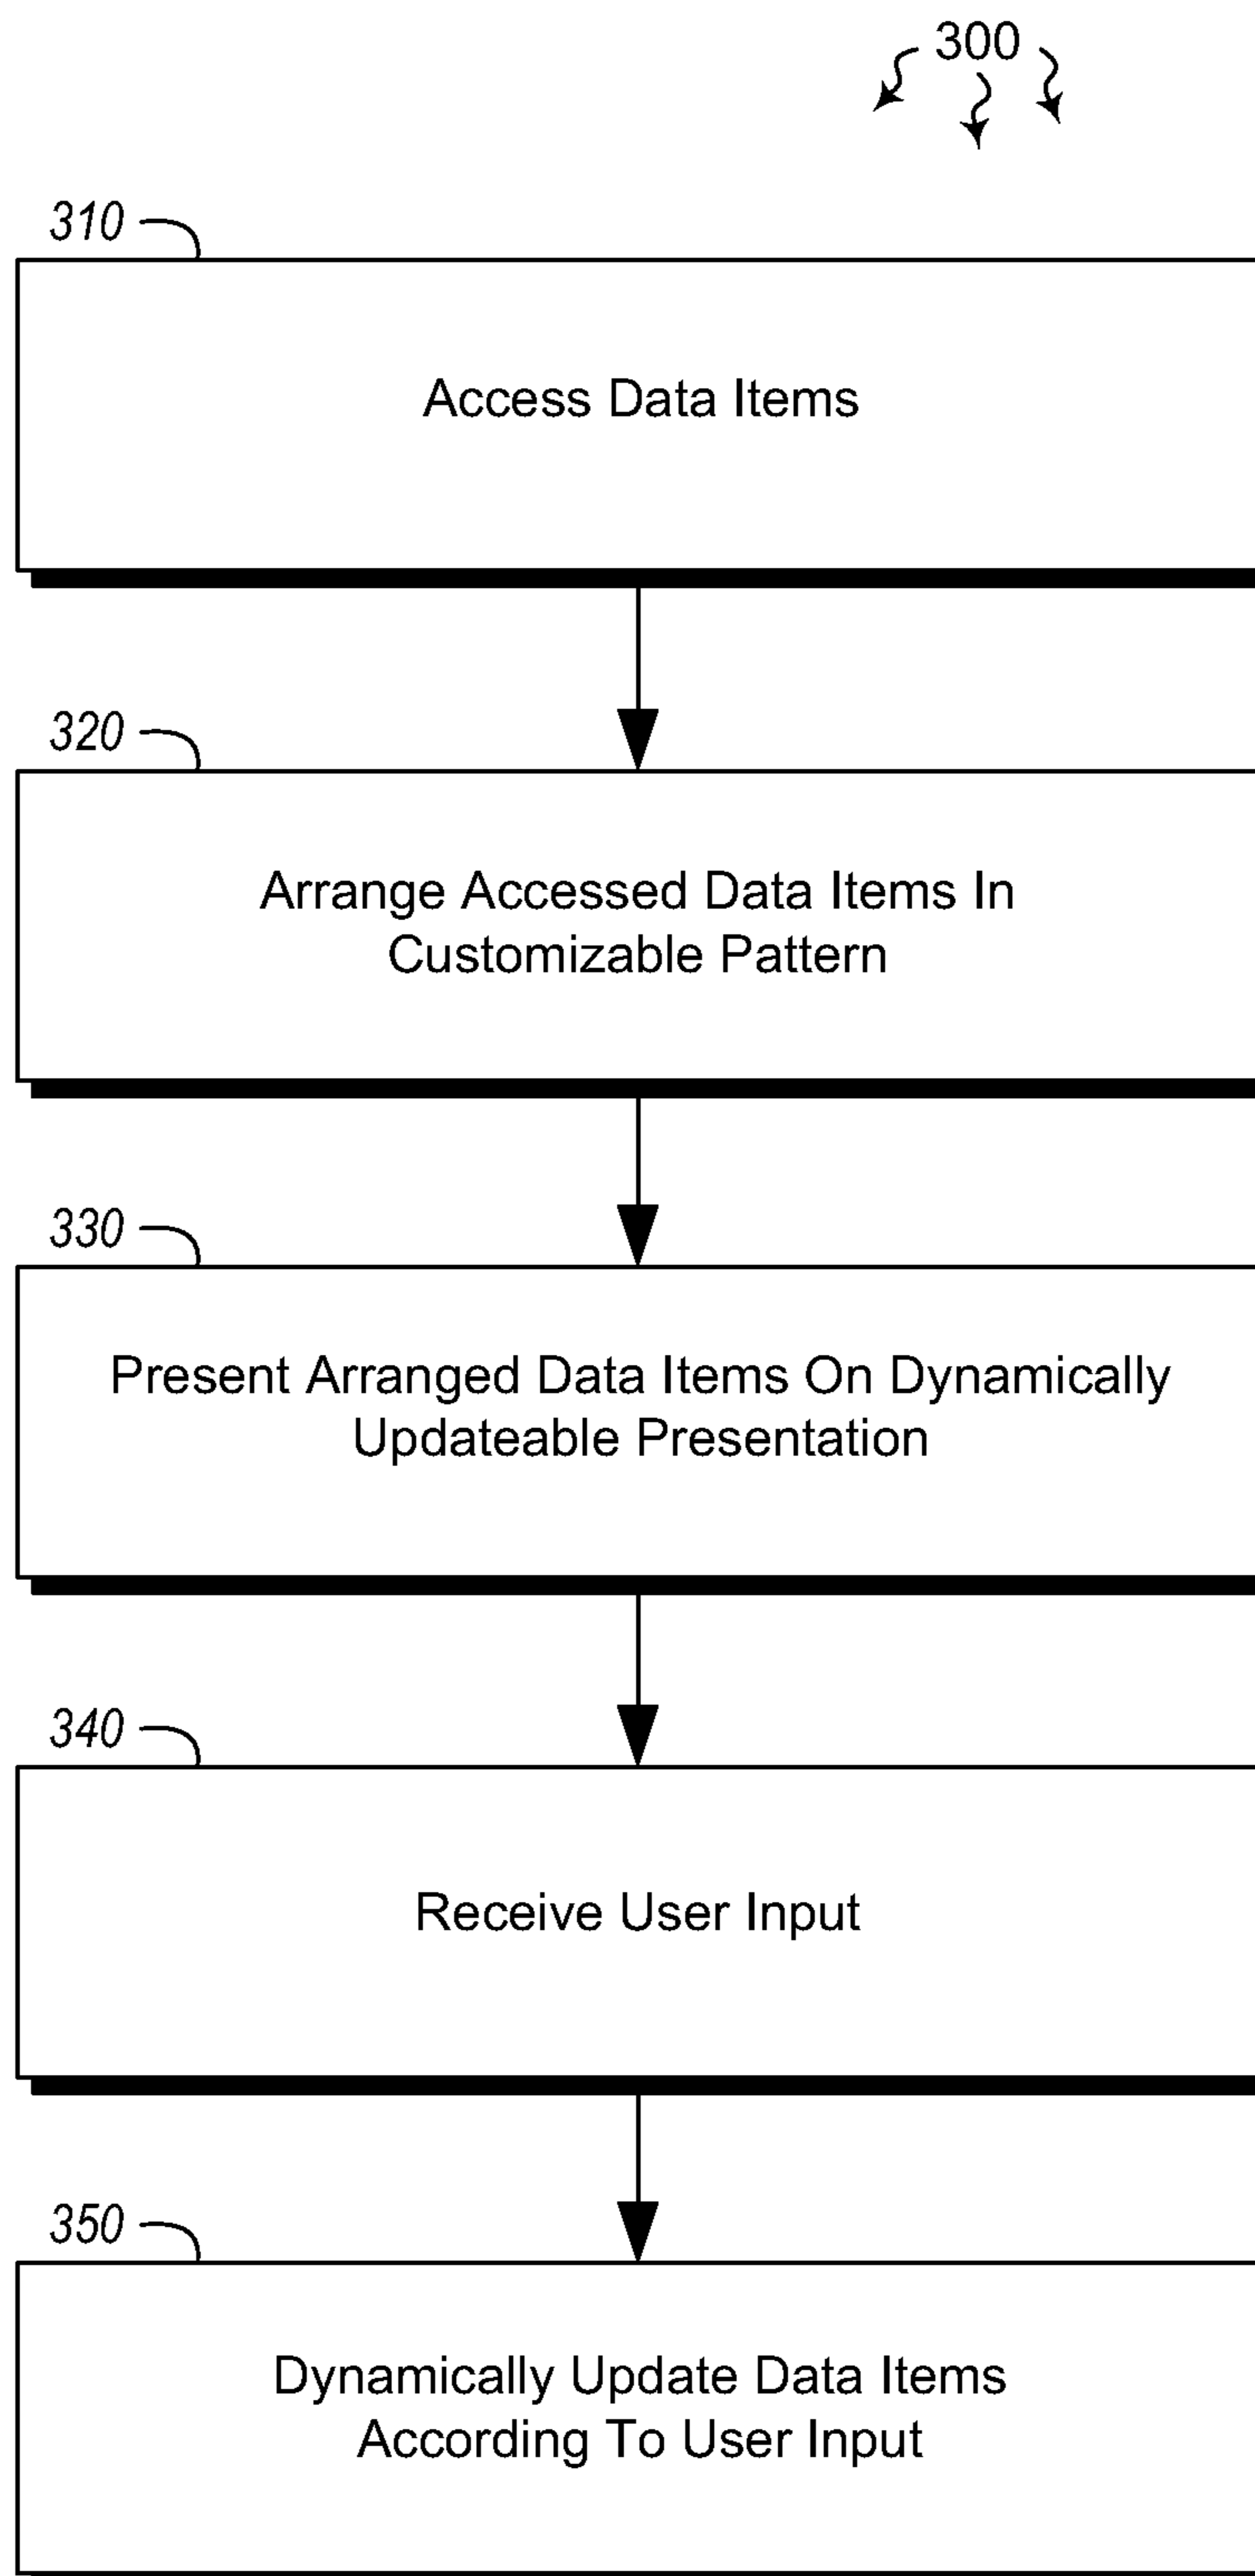 300
310
Access Data Items
320
Arrange Accessed Data Items In
Customizable Pattern
330
Present Arranged Data Items On Dynamically
Updateable Presentation
340
Receive User Input
350
Dynamically Update Data Items
According To User Input